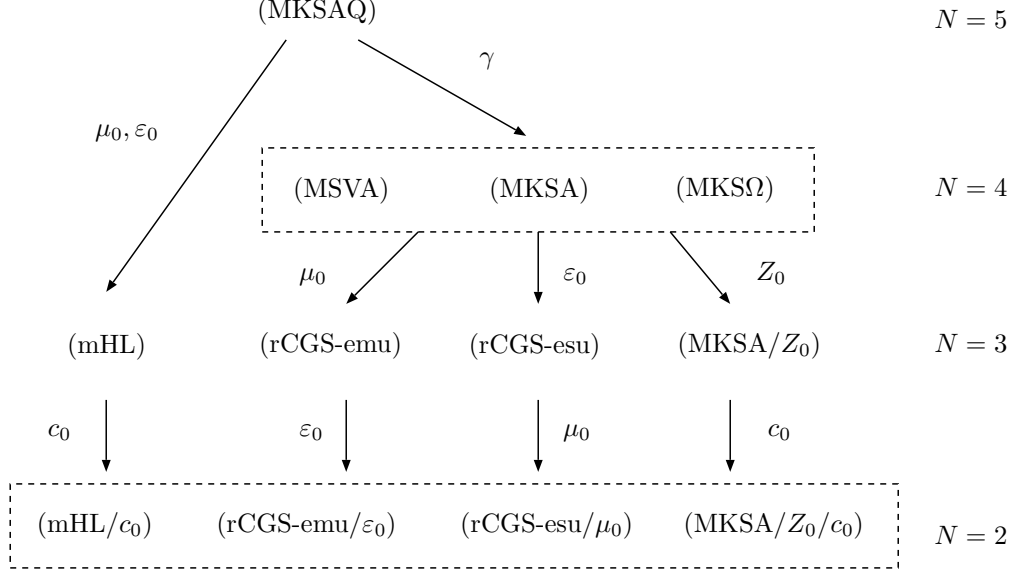 (MKSAQ) N = 5
γ
μ₀, ε₀
(MSVA) (MKSA) (MKSΩ) N = 4
μ₀ ε₀ Z₀
(mHL) (rCGS-emu) (rCGS-esu) (MKSA/Z₀) N = 3
c₀ ε₀ μ₀ c₀
(mHL/c₀) (rCGS-emu/ε₀) (rCGS-esu/μ₀) (MKSA/Z₀/c₀) N = 2